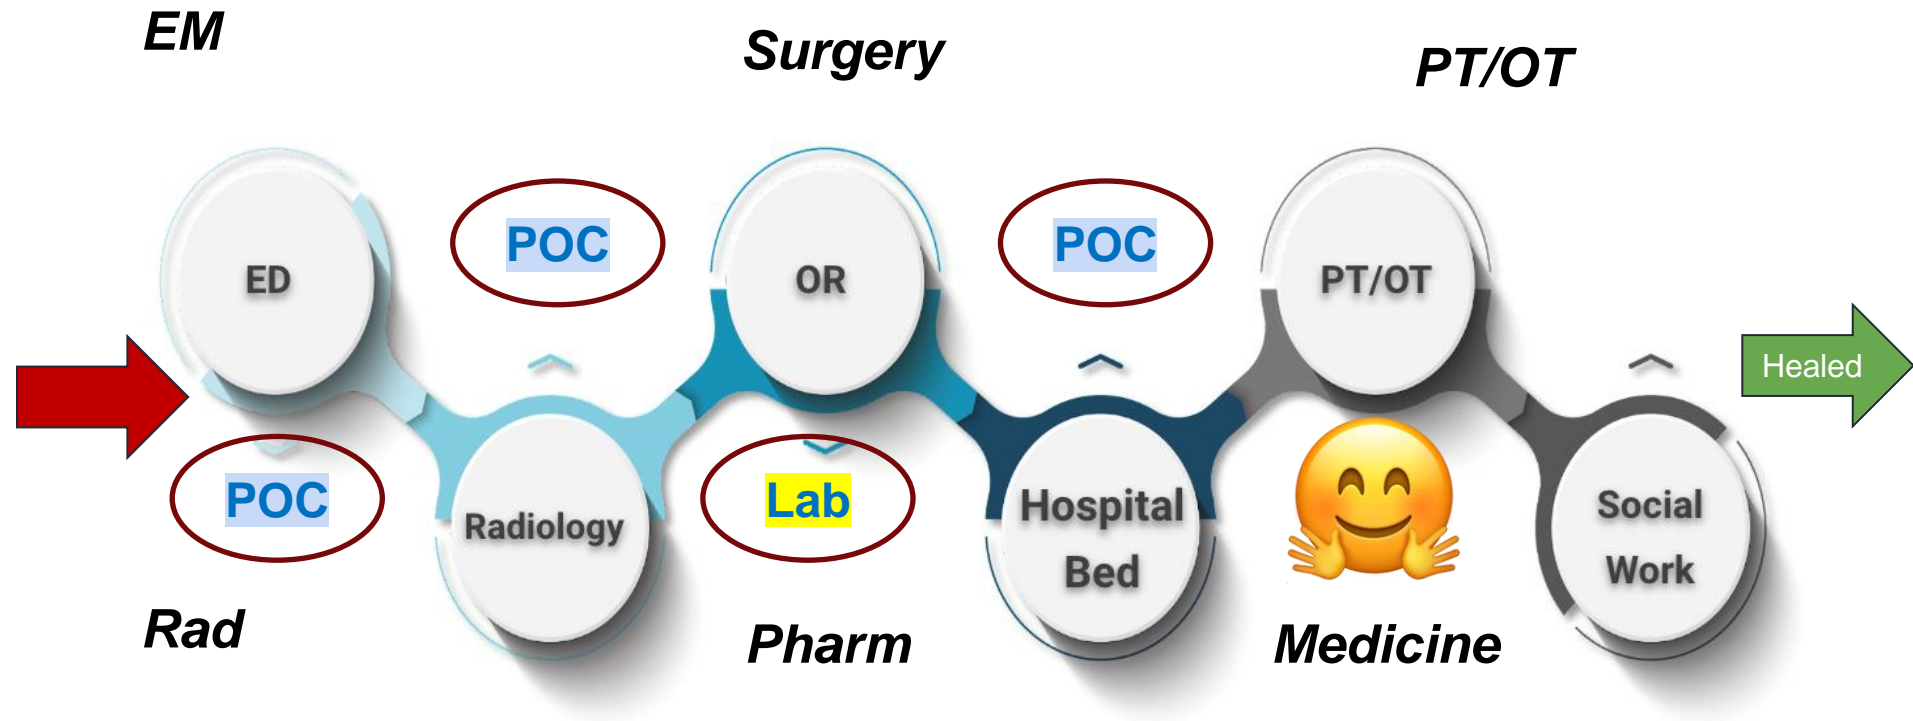 EM
Surgery
PT/OT
POC
POC
ED
OR
PT/OT
Healed
POC
Lab
Radiology
Hospital
Bed
Social
Work
Rad
Pharm
Medicine